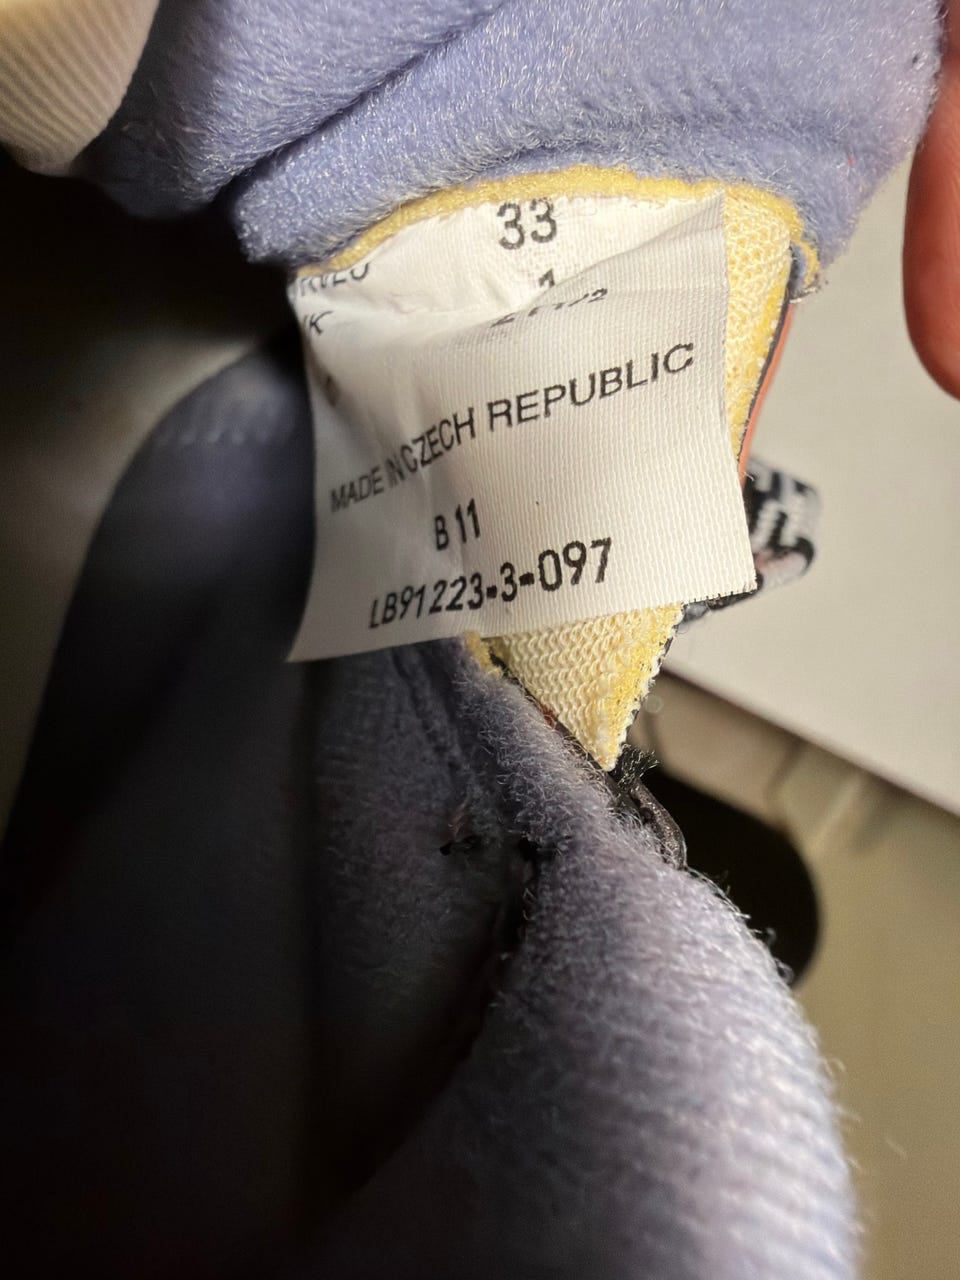 33
MADE IN CZECH REPUBLIC
B 11
LB91223-3-097